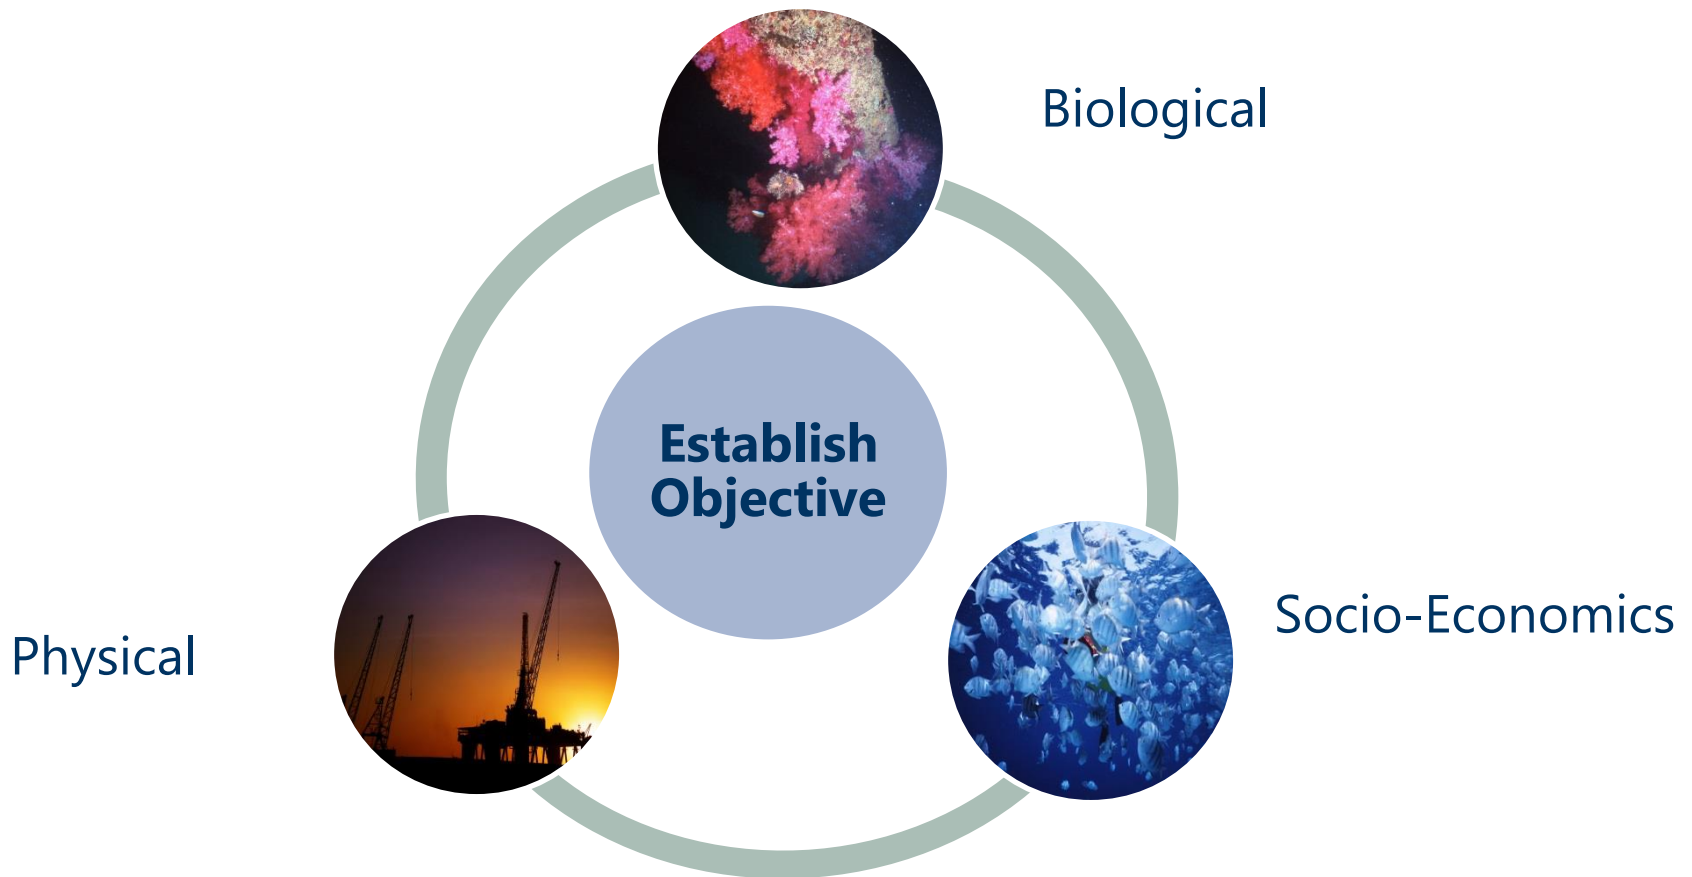 Biological
Establish
Objective
Socio-Economics
Physical